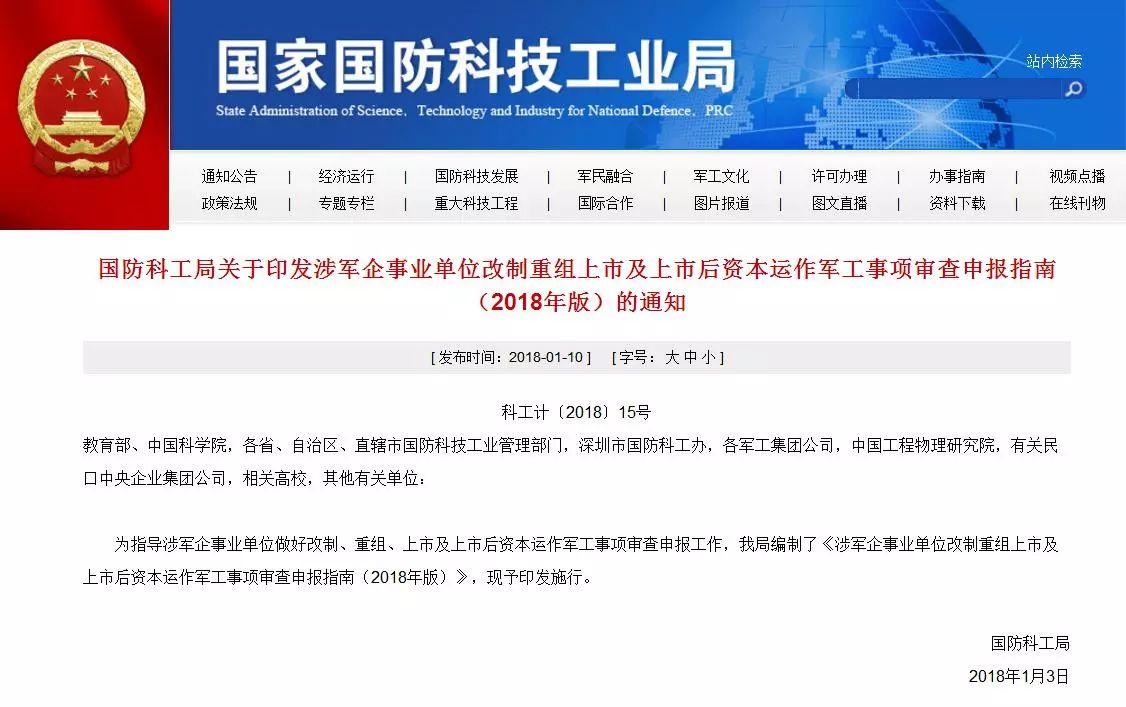 国家国防科技工业局
State Administration of Science, Technology and Industry for National Defence, PRC
站内检索
通知公告 | 经济运行 | 国防科技发展 | 军民融合 | 军工文化 | 许可办理 | 办事指南 | 视频点播
政策法规 | 专题专栏 | 重大科技工程 | 国际合作 | 图片报道 | 图文直播 | 资料下载 | 在线刊物
国防科工局关于印发涉军企事业单位改制重组上市及上市后资本运作军工事项审查申报指南
（2018年版）的通知
[ 发布时间：2018-01-10 ] [ 字号： 大 中 小 ]
科工计〔2018〕15号
教育部、中国科学院，各省、自治区、直辖市国防科技工业管理部门，深圳市国防科工办，各军工集团公司，中国工程物理研究院，有关民
口中央企业集团公司，相关高校，其他有关单位：
为指导涉军企事业单位做好改制、重组、上市及上市后资本运作军工事项审查申报工作，我局编制了《涉军企事业单位改制重组上市及
上市后资本运作军工事项审查申报指南（2018年版）》，现予印发施行。
国防科工局
2018年1月3日